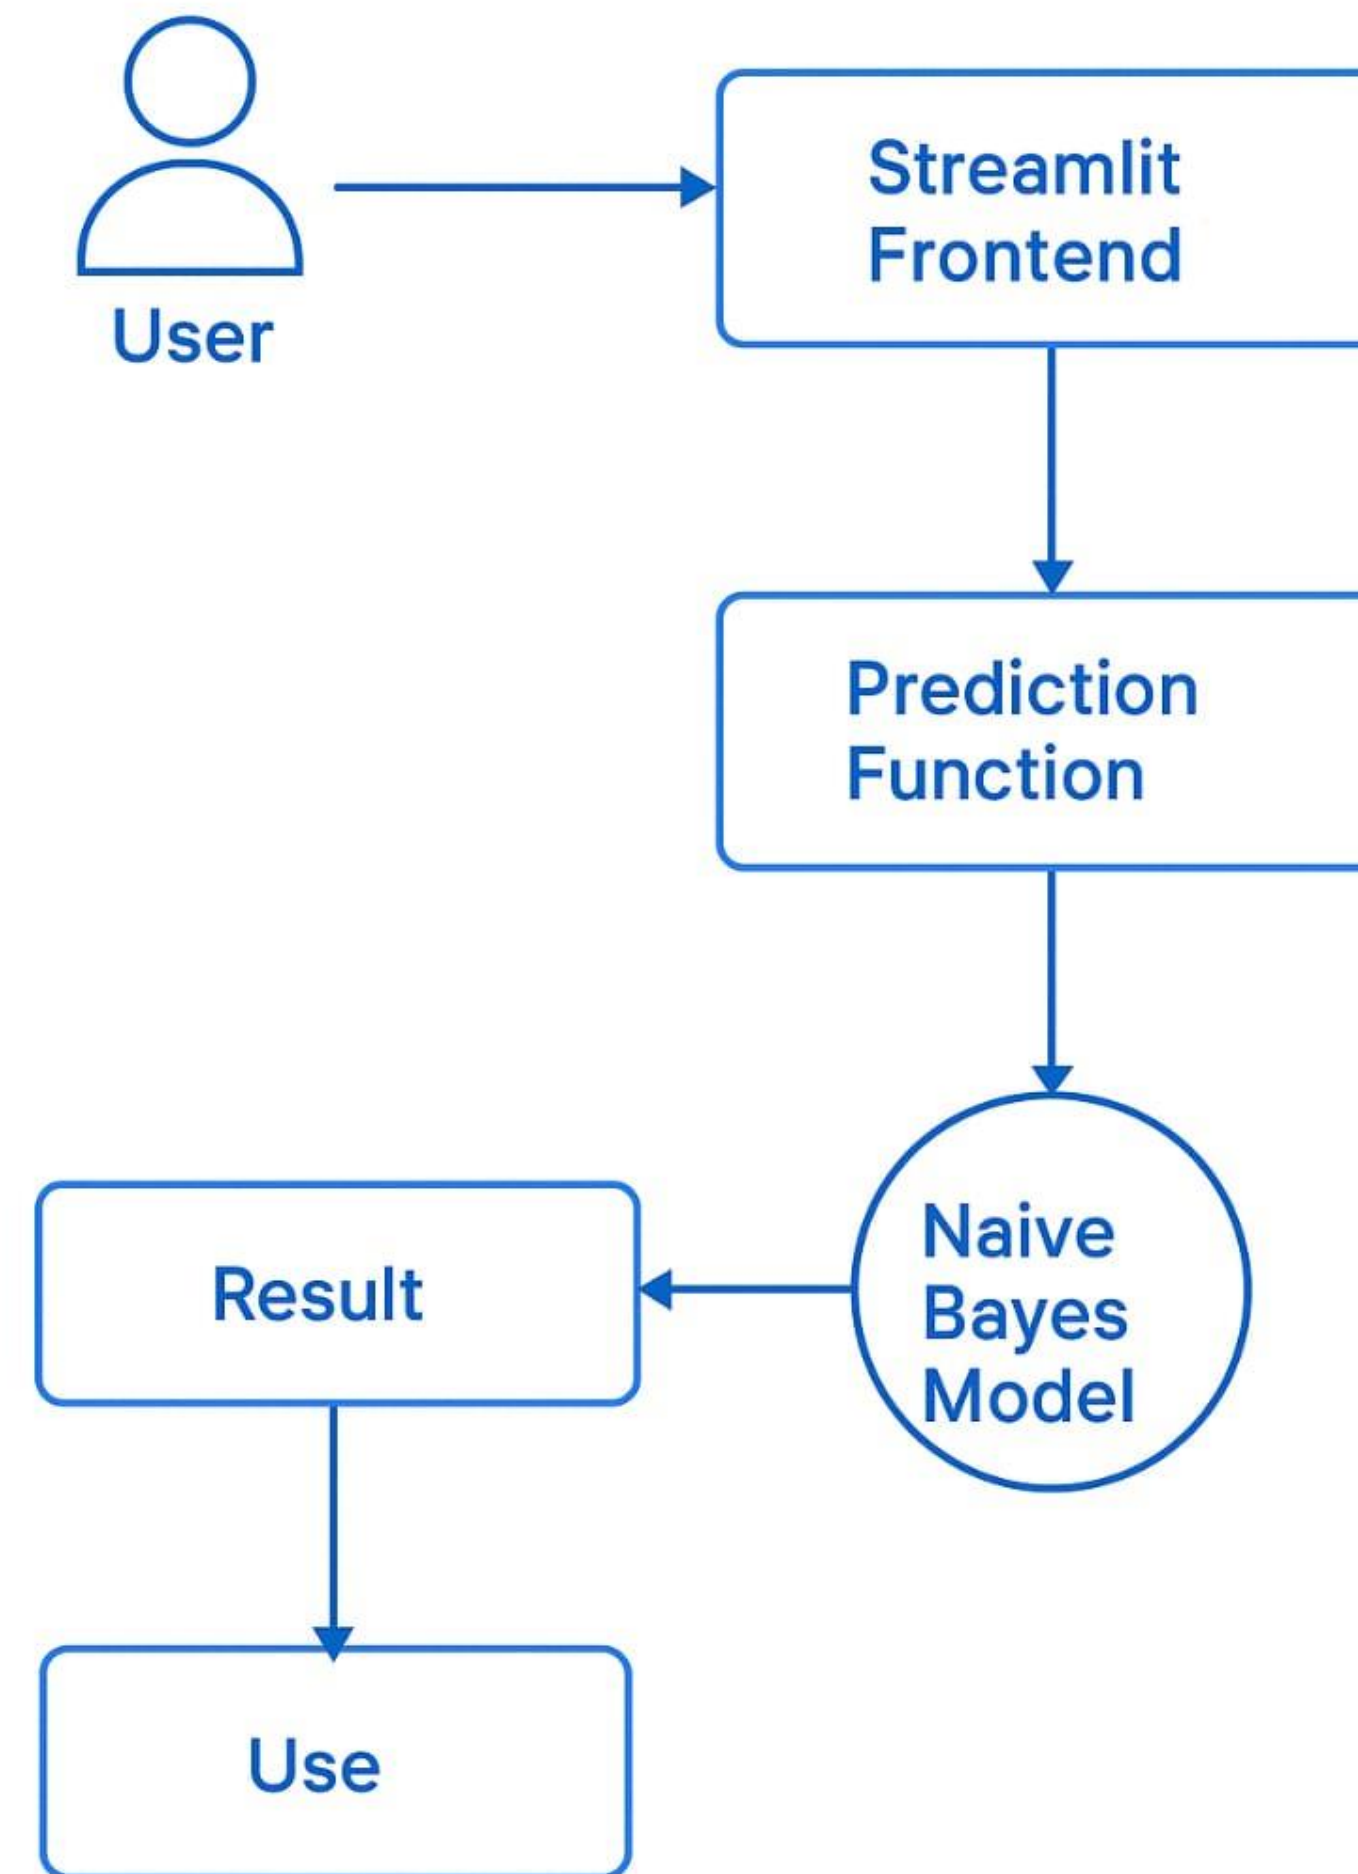 User
Streamlit
Frontend
Prediction
Function
Naive
Bayes
Model
Result
Use